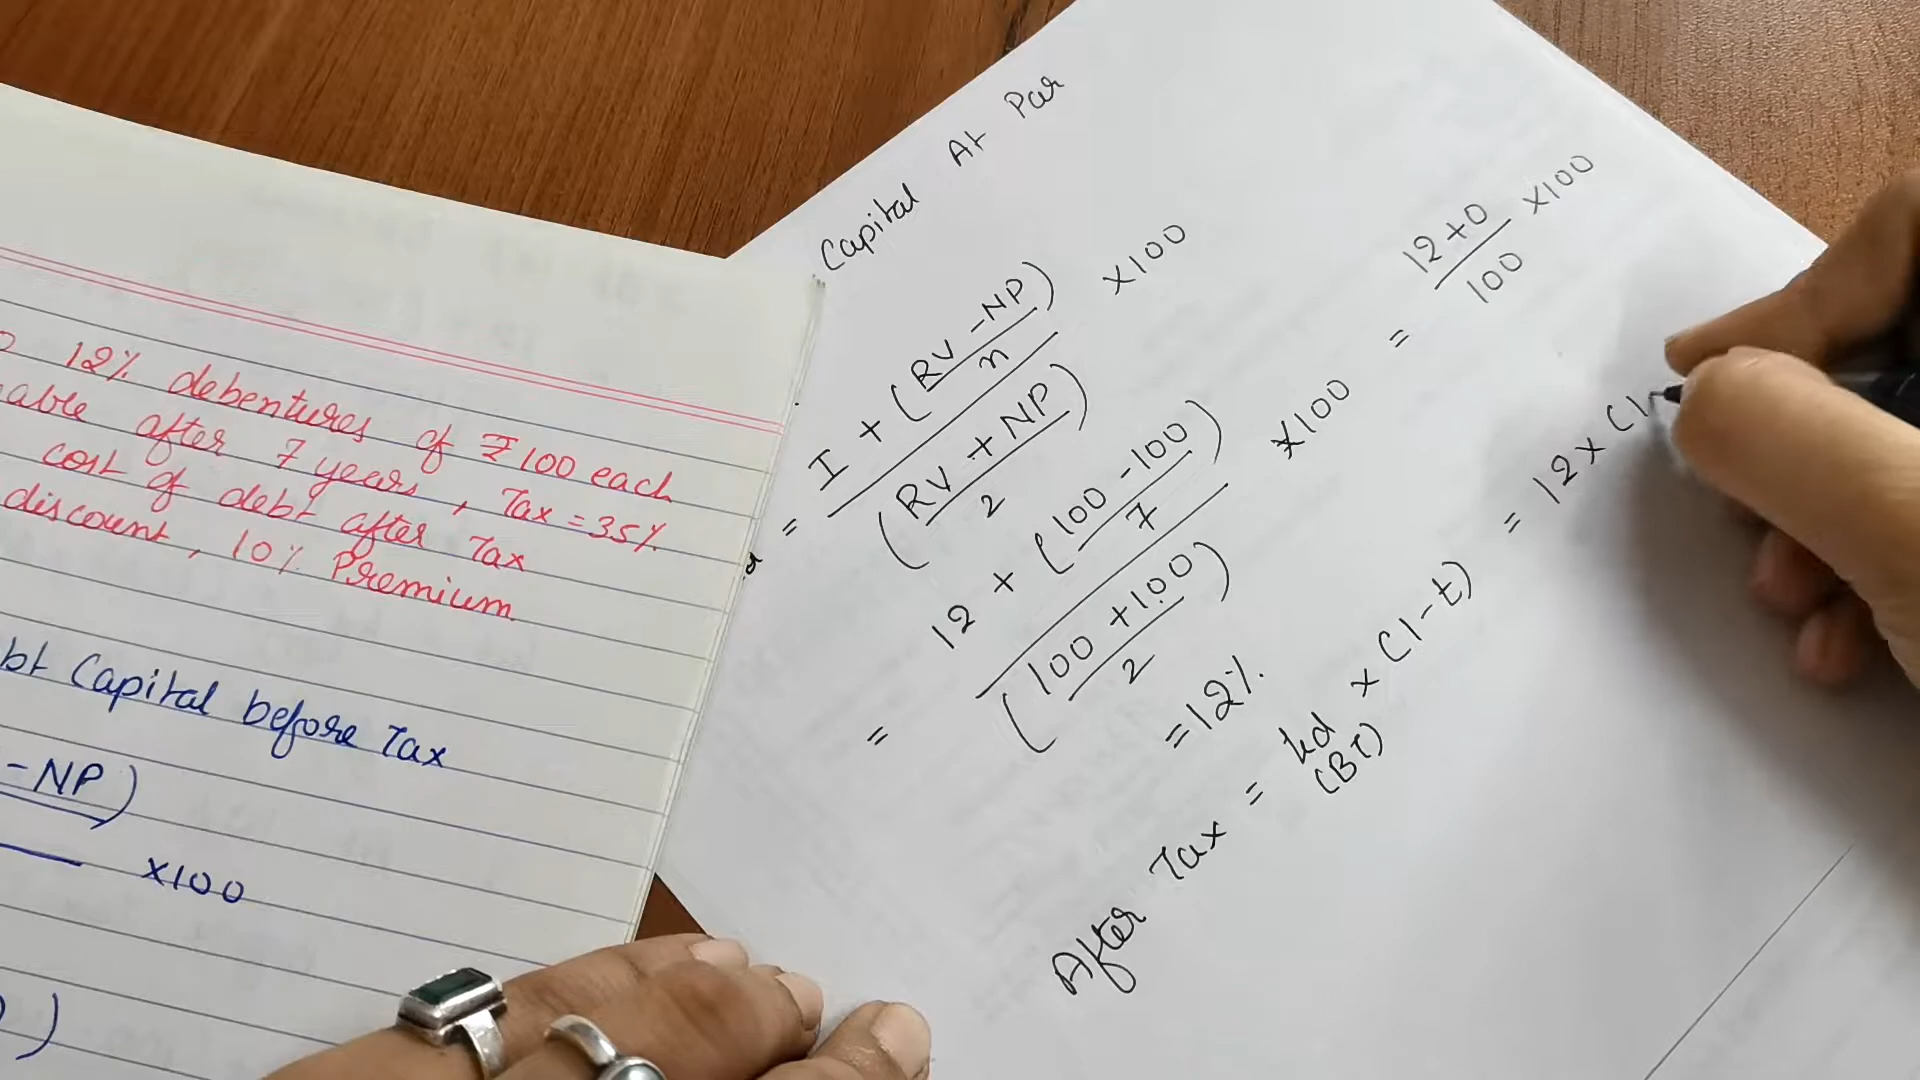 12% debentures of ₹100 each
able after 7 years, Tax = 35%
cost of debt after Tax
discount, 10% Premium
bt Capital before Tax
- NP)
×100
)
Capital At Par
d = I + (RV - NP / n) / (RV + NP / 2) ×100
= 12 + (100 - 100 / 7) / (100 + 100 / 2) ×100 = 12 + 0 / 100 ×100
= 12%
After Tax = kd (BT) × (1 - t) = 12 × (1